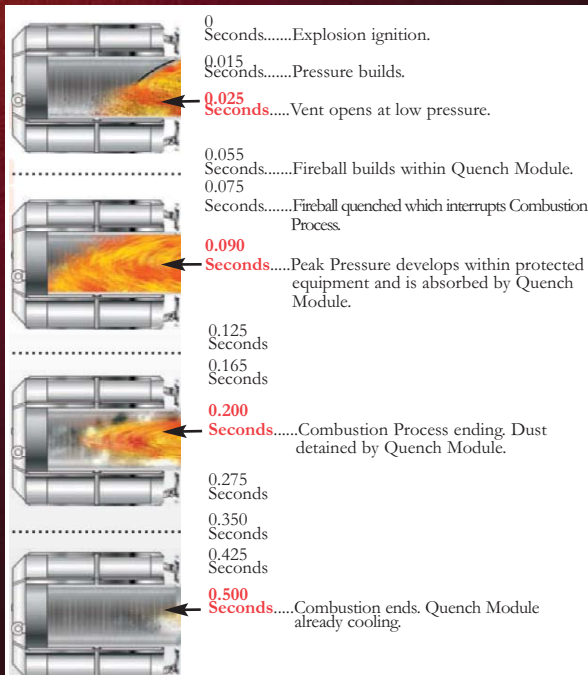 0
Seconds.......Explosion ignition.
0.015
Seconds.......Pressure builds.
0.025
Seconds.....Vent opens at low pressure.
0.055
Seconds.......Fireball builds within Quench Module.
0.075
Seconds.......Fireball quenched which interrupts Combustion
Process.
0.090
Seconds.....Peak Pressure develops within protected
equipment and is absorbed by Quench
Module.
0.125
Seconds
0.165
Seconds
0.200
Seconds......Combustion Process ending. Dust
detained by Quench Module.
0.275
Seconds
0.350
Seconds
0.425
Seconds
0.500
Seconds.....Combustion ends. Quench Module
already cooling.